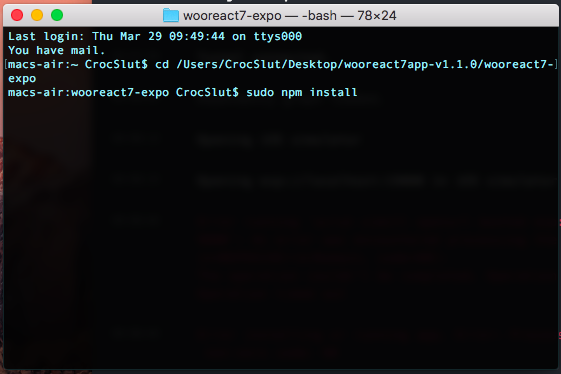 wooreact7-expo — -bash — 78×24
Last login: Thu Mar 29 09:49:44 on ttys000
You have mail.
[macs-air:~ CrocSlut$ cd /Users/CrocSlut/Desktop/wooreact7app-v1.1.0/wooreact7-]
expo
macs-air:wooreact7-expo CrocSlut$ sudo npm install